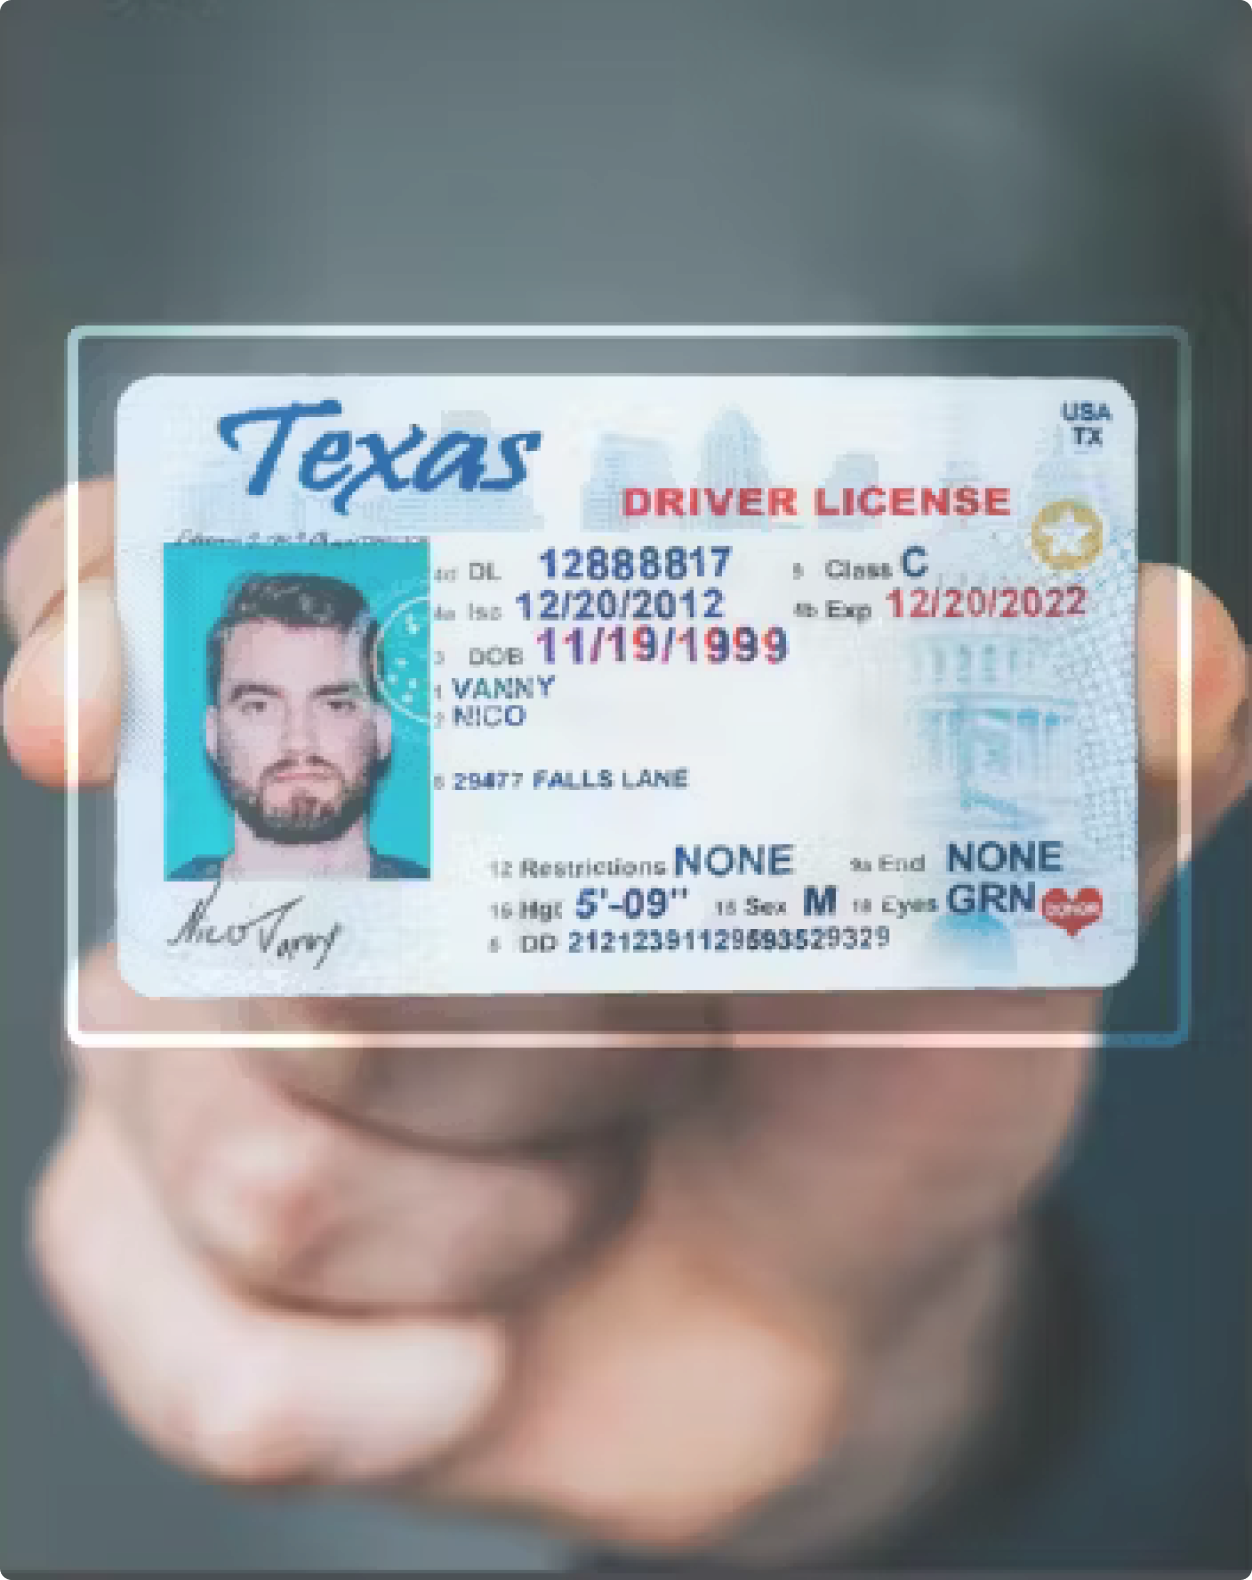 Texas
USA
TX
DRIVER LICENSE
4d DL 12888817 9 Class C
4a Iss 12/20/2012 4b Exp 12/20/2022
3 DOB 11/19/1999
1 VANNY
2 NICO
8 29477 FALLS LANE
12 Restrictions NONE 9a End NONE
16 Hgt 5'-09" 15 Sex M 18 Eyes GRN DONOR
5 DD 21212391129593529329
Nico Vanny